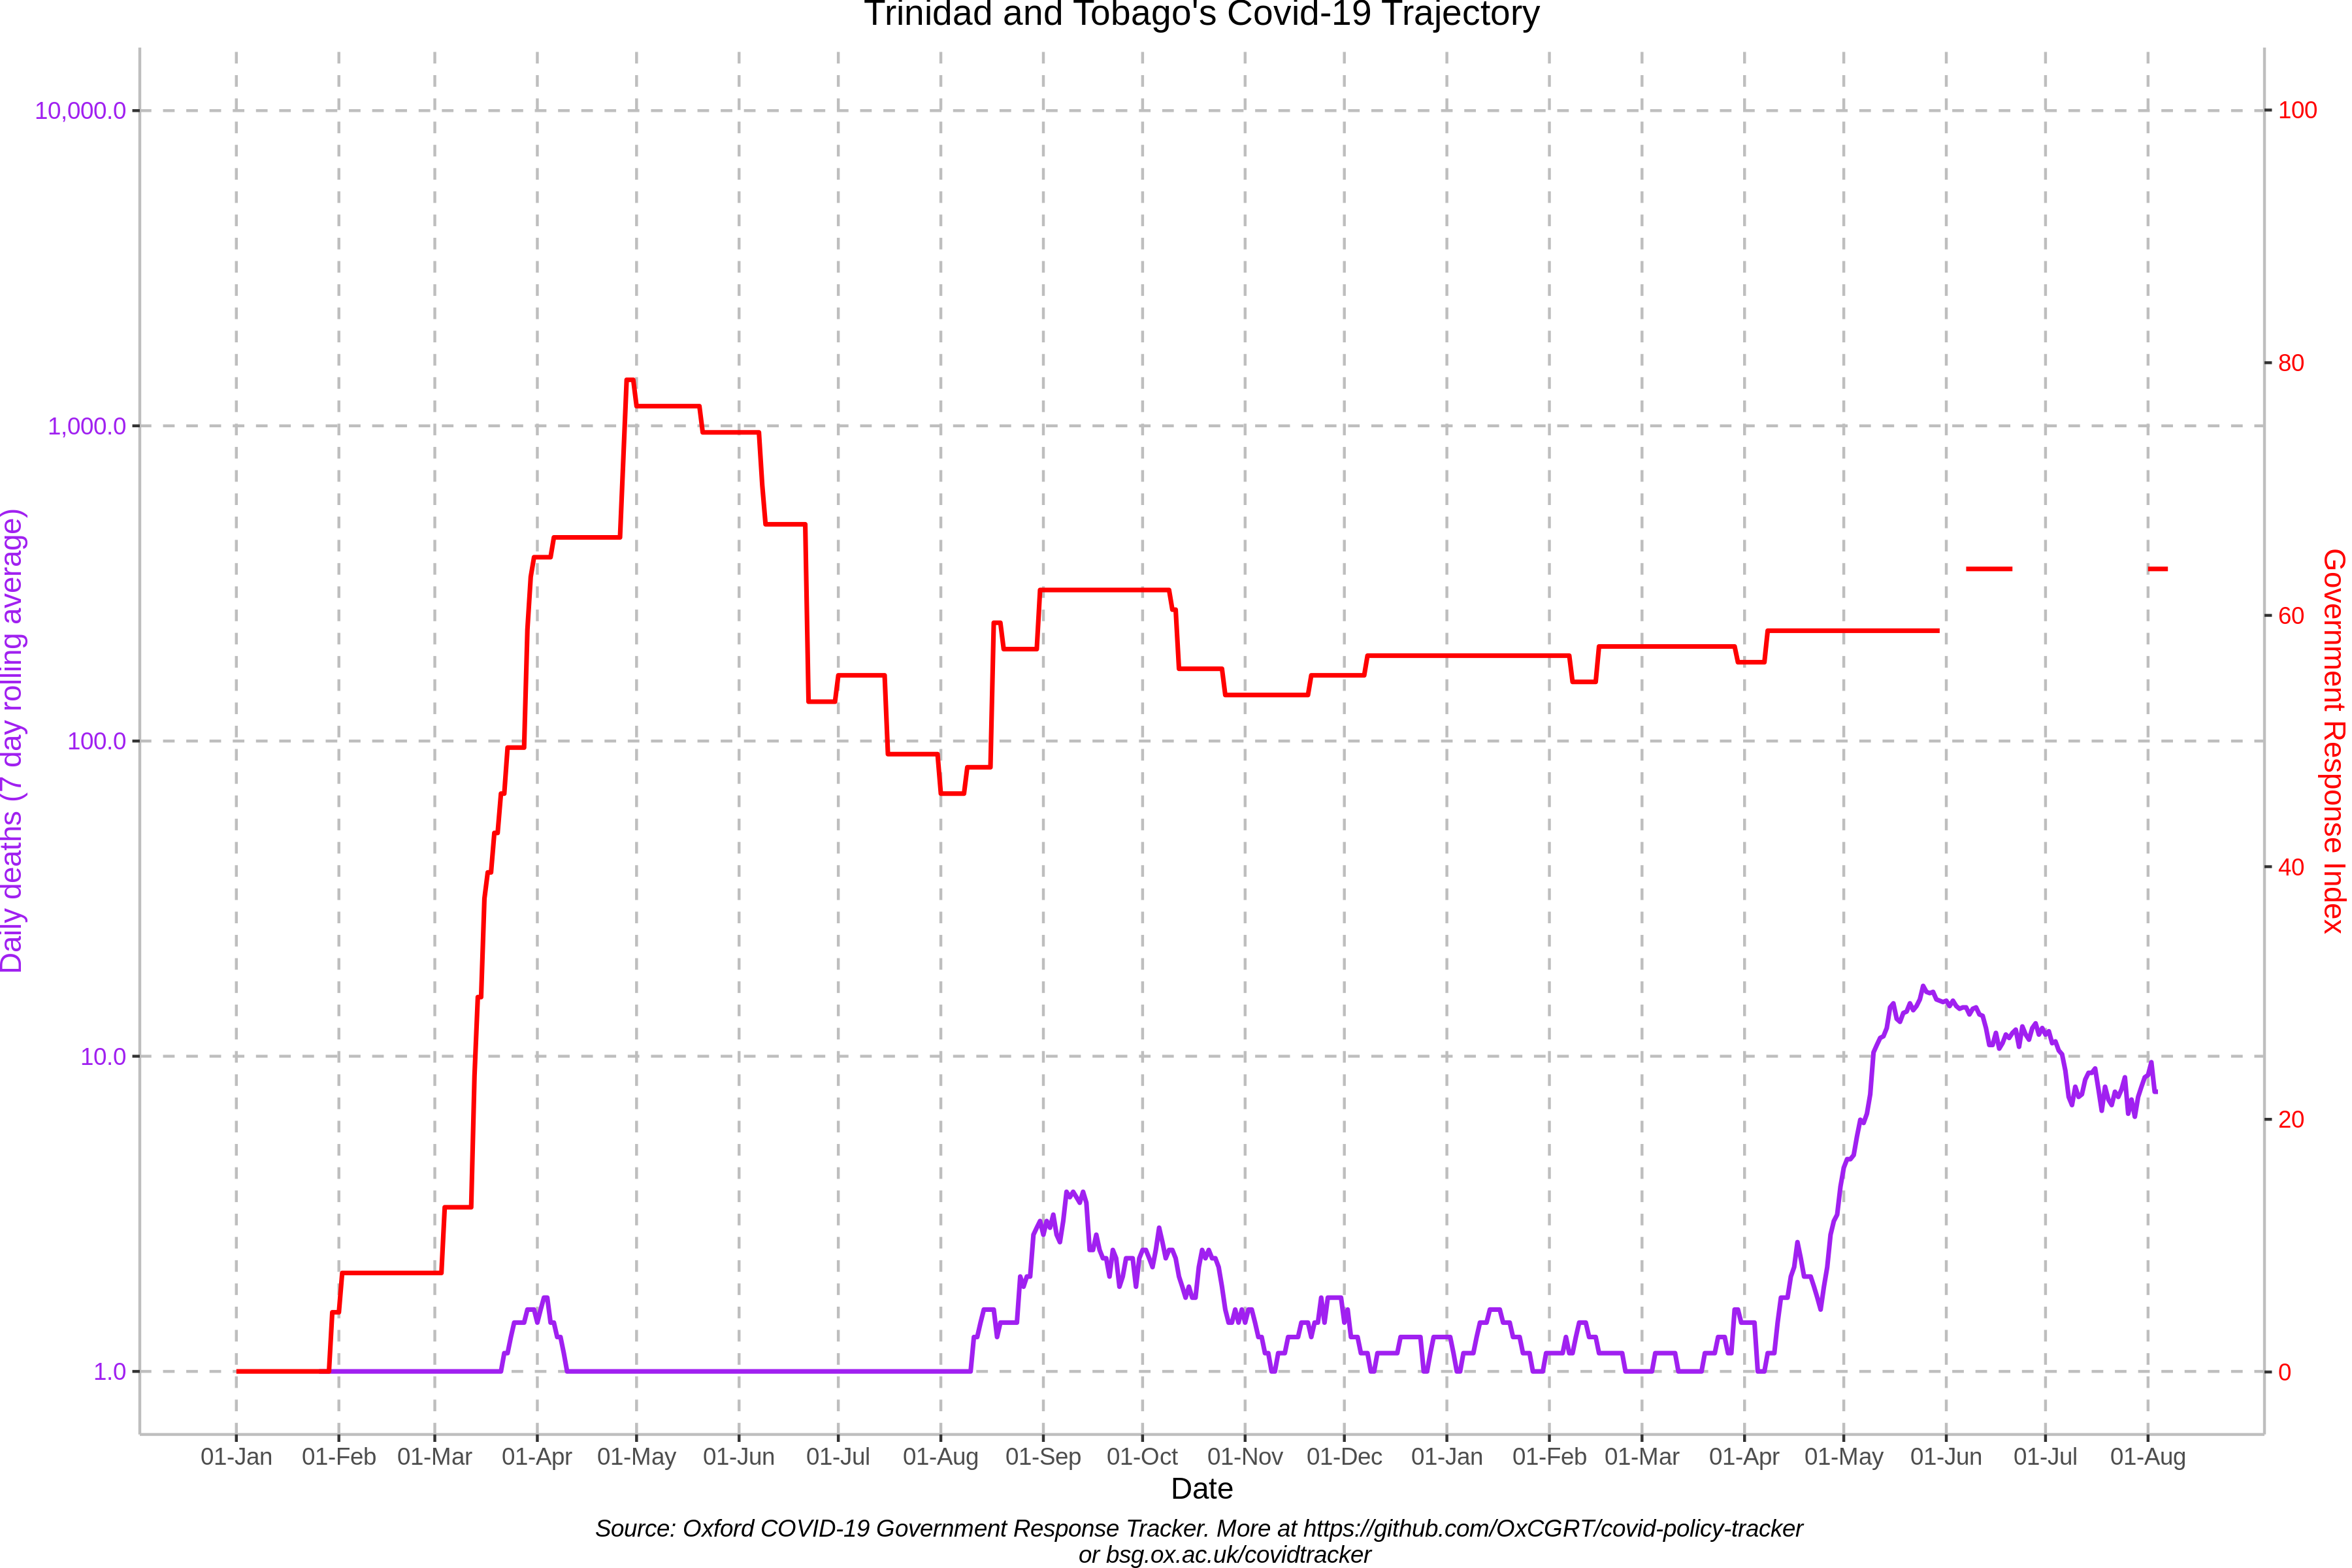 Trinidad and Tobago's Covid-19 Trajectory
10,000.0
1,000.0
100.0
10.0
1.0
Daily deaths (7 day rolling average)
100
80
60
40
20
0
Government Response Index
01-Jan 01-Feb 01-Mar 01-Apr 01-May 01-Jun 01-Jul 01-Aug 01-Sep 01-Oct 01-Nov 01-Dec 01-Jan 01-Feb 01-Mar 01-Apr 01-May 01-Jun 01-Jul 01-Aug
Date
Source: Oxford COVID-19 Government Response Tracker. More at https://github.com/OxCGRT/covid-policy-tracker
or bsg.ox.ac.uk/covidtracker